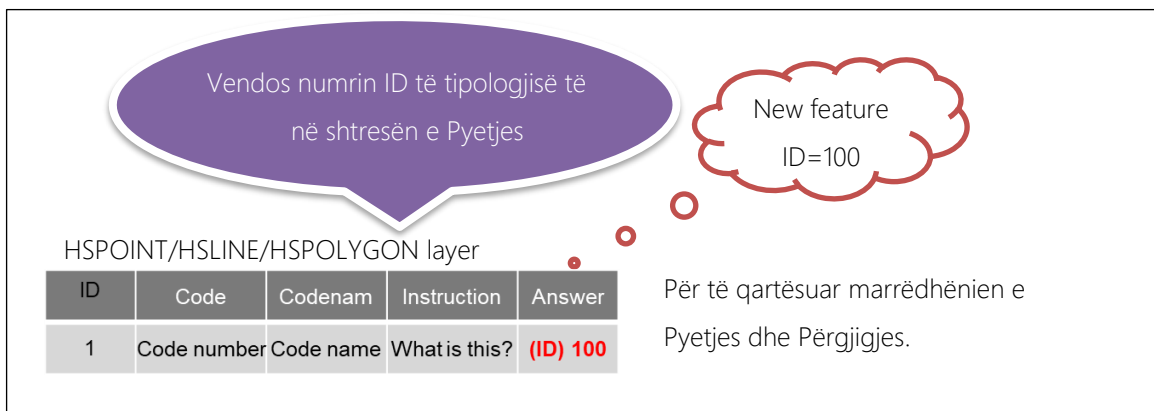 Vendos numrin ID të tipologjisë të
në shtresën e Pyetjes
New feature
ID=100
HSPOINT/HSLINE/HSPOLYGON layer
ID Code Codenam Instruction Answer
1 Code number Code name What is this? (ID) 100
Për të qartësuar marrëdhënien e
Pyetjes dhe Përgjigjes.